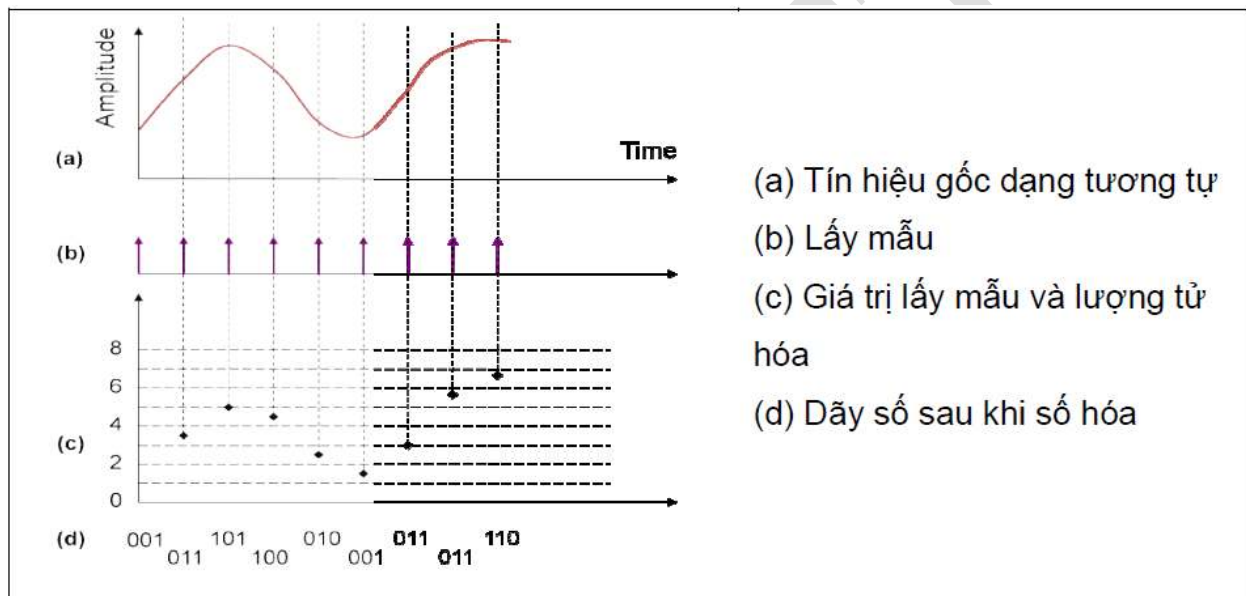 Amplitude
Time
(a)
(b)
8
6
4
(c)
2
0
(d) 001 011 101 100 010 001 011 011 110
(a) Tín hiệu gốc dạng tương tự
(b) Lấy mẫu
(c) Giá trị lấy mẫu và lượng tử
hóa
(d) Dãy số sau khi số hóa